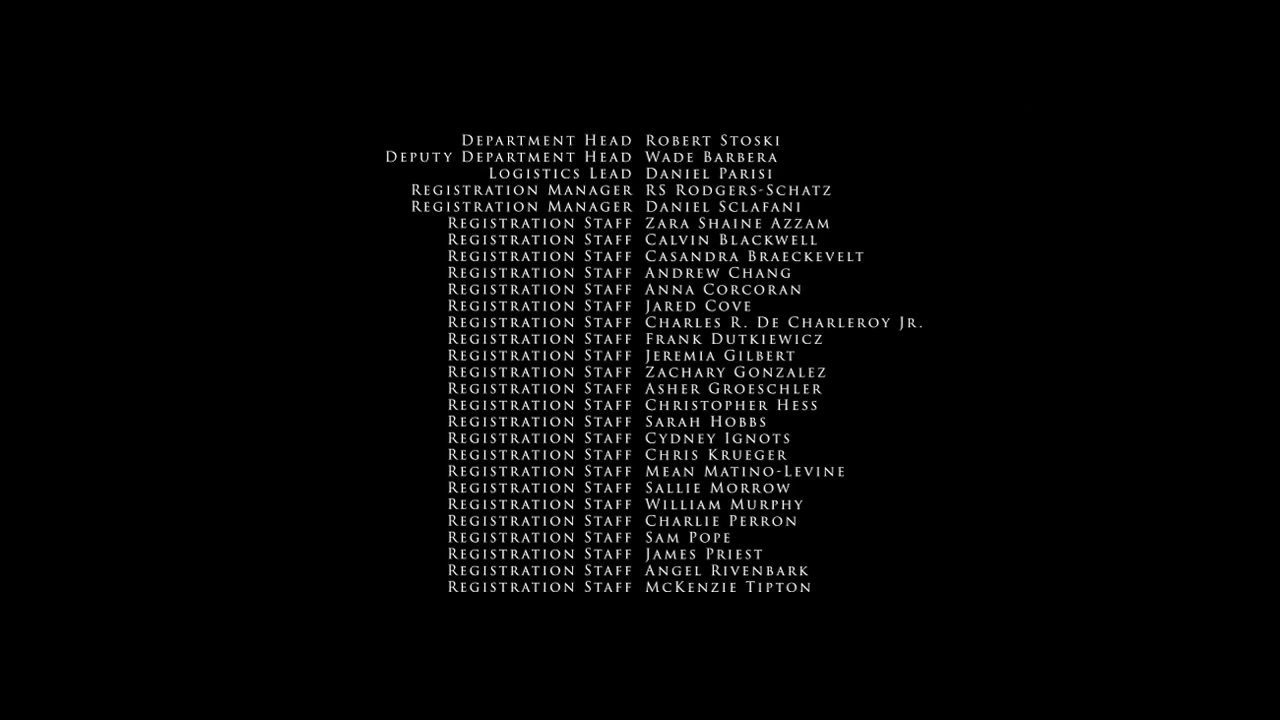 Department Head Robert Stoski
Deputy Department Head Wade Barbera
Logistics Lead Daniel Parisi
Registration Manager RS Rodgers-Schatz
Registration Manager Daniel Sclafani
Registration Staff Zara Shaine Azzam
Registration Staff Calvin Blackwell
Registration Staff Casandra Braeckevelt
Registration Staff Andrew Chang
Registration Staff Anna Corcoran
Registration Staff Jared Cove
Registration Staff Charles R. De Charleroy Jr.
Registration Staff Frank Dutkiewicz
Registration Staff Jeremia Gilbert
Registration Staff Zachary Gonzalez
Registration Staff Asher Groeschler
Registration Staff Christopher Hess
Registration Staff Sarah Hobbs
Registration Staff Cydney Ignots
Registration Staff Chris Krueger
Registration Staff Mean Matino-Levine
Registration Staff Sallie Morrow
Registration Staff William Murphy
Registration Staff Charlie Perron
Registration Staff Sam Pope
Registration Staff James Priest
Registration Staff Angel Rivenbark
Registration Staff McKenzie Tipton